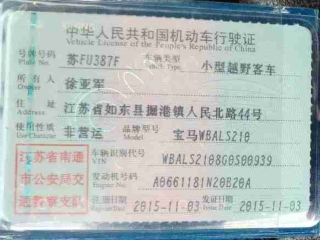 中华人民共和国机动车行驶证
Vehicle License of the People's Republic of China
号牌号码 苏FU387F 车辆类型 小型越野客车
Plate No. Vehicle Type
所有人 徐亚军
Owner
住址 江苏省如东县掘港镇人民北路44号
Address
使用性质 非营运 品牌型号 宝马WBALS210
Use Character Model
江苏省南通
市公安局交
通警察支队
车辆识别代号 WBALS2108G0S00939
VIN
发动机号码 A0661181N20B20A
Engine No.
注册日期 2015-11-03 发证日期 2015-11-03
Register Date Issue Date